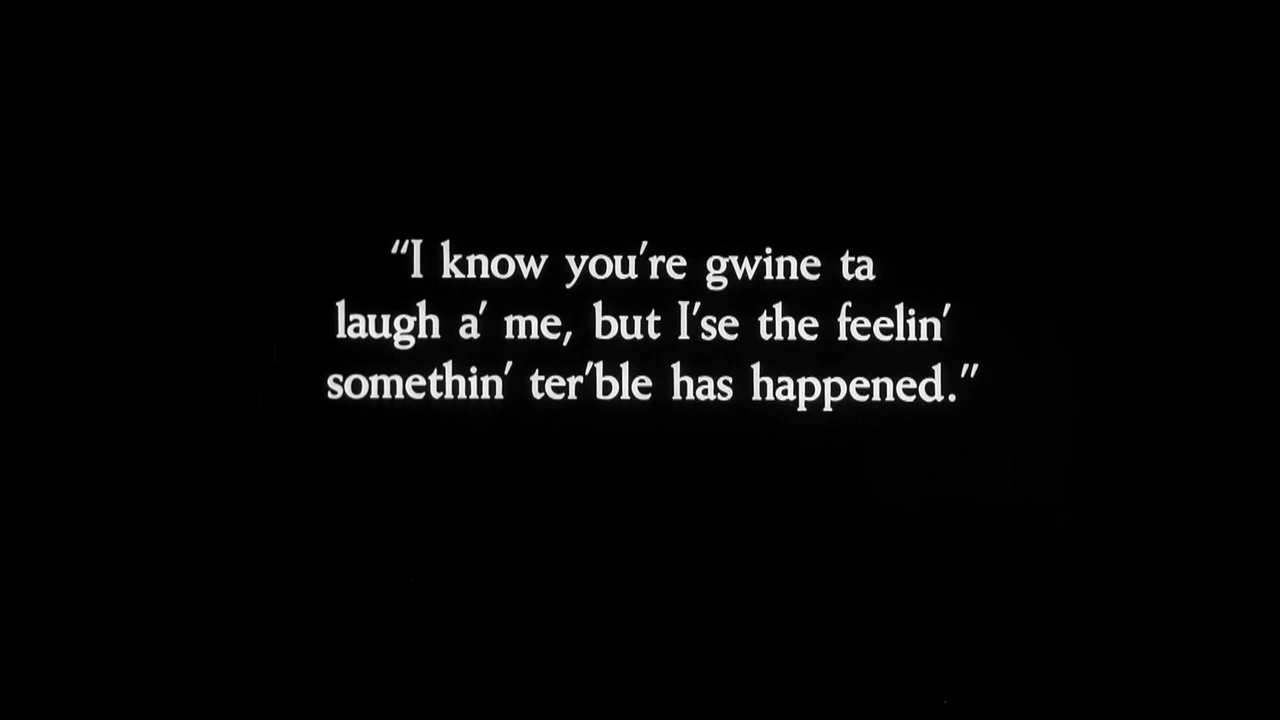 “I know you’re gwine ta
laugh a’ me, but I’se the feelin’
somethin’ ter’ble has happened.”